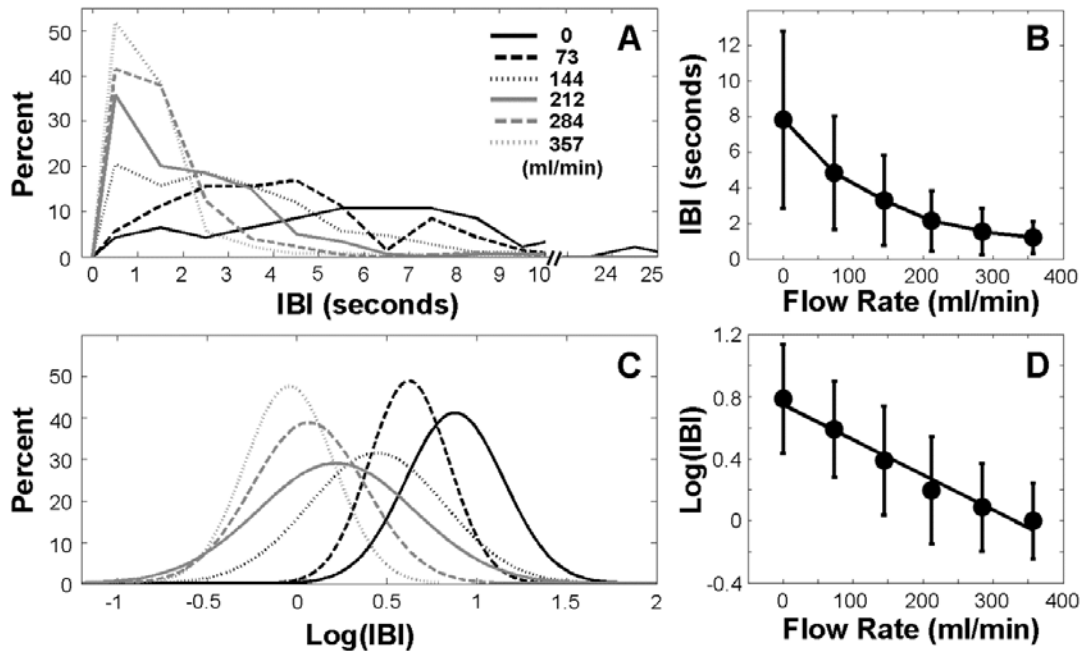 A
Percent
50
40
30
20
10
0
0
73
144
212
284
357
(ml/min)
0 1 2 3 4 5 6 7 8 9 10 24 25
IBI (seconds)
B
IBI (seconds)
12
10
8
6
4
2
0
0 100 200 300 400
Flow Rate (ml/min)
C
Percent
50
40
30
20
10
0
-1 -0.5 0 0.5 1 1.5 2
Log(IBI)
D
Log(IBI)
1.2
0.8
0.4
0
-0.4
0 100 200 300 400
Flow Rate (ml/min)